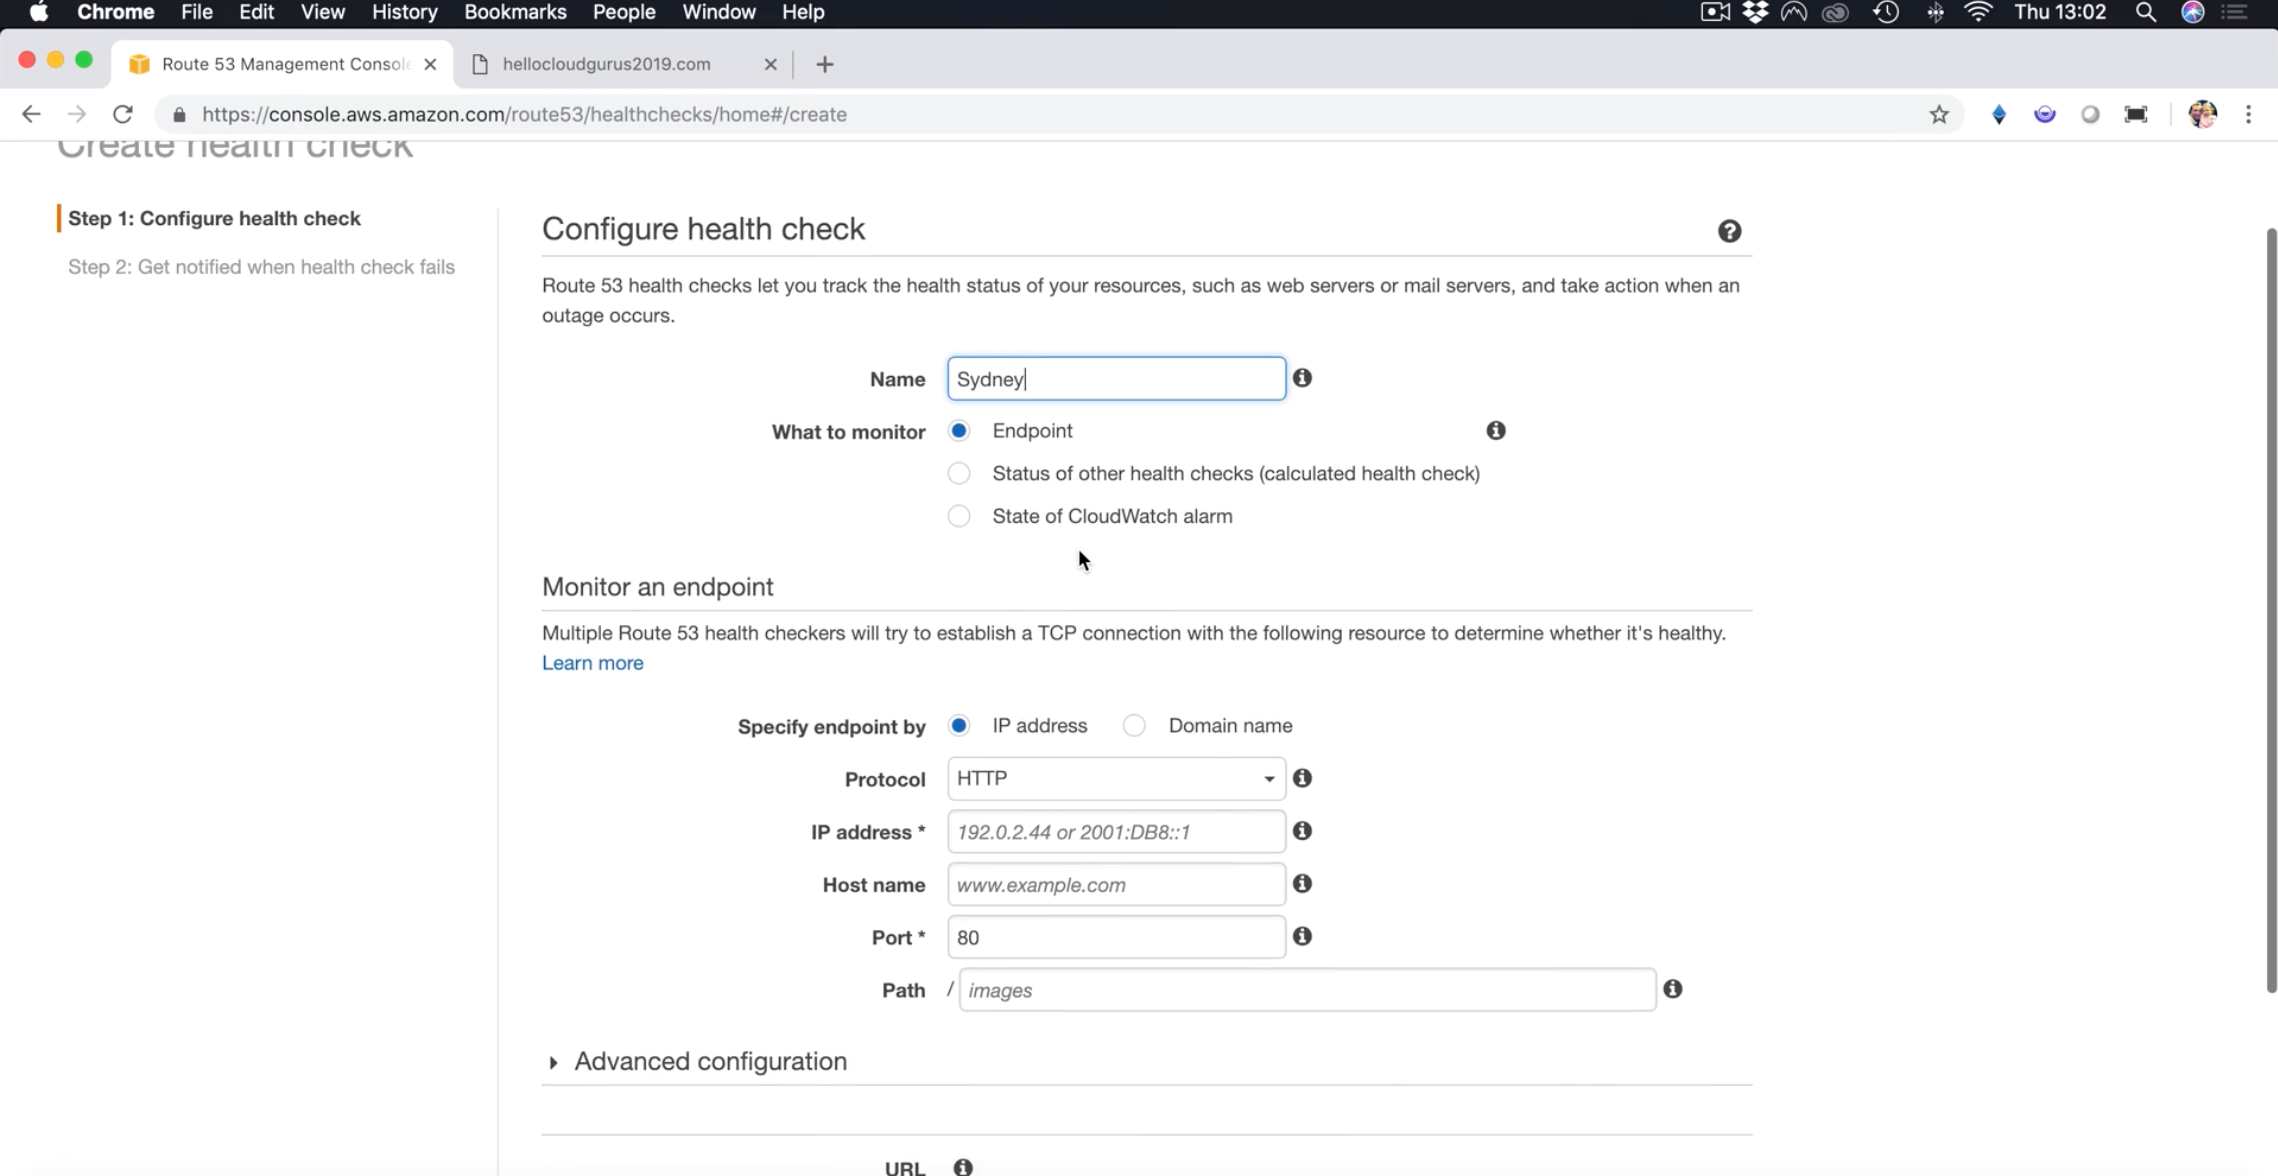 Chrome File Edit View History Bookmarks People Window Help Thu 13:02
Route 53 Management Console hellocloudgurus2019.com
https://console.aws.amazon.com/route53/healthchecks/home#/create
Create health check
Step 1: Configure health check
Step 2: Get notified when health check fails
Configure health check
Route 53 health checks let you track the health status of your resources, such as web servers or mail servers, and take action when an
outage occurs.
Name Sydney
What to monitor Endpoint
Status of other health checks (calculated health check)
State of CloudWatch alarm
Monitor an endpoint
Multiple Route 53 health checkers will try to establish a TCP connection with the following resource to determine whether it's healthy.
Learn more
Specify endpoint by IP address Domain name
Protocol HTTP
IP address * 192.0.2.44 or 2001:DB8::1
Host name www.example.com
Port * 80
Path / images
Advanced configuration
URL